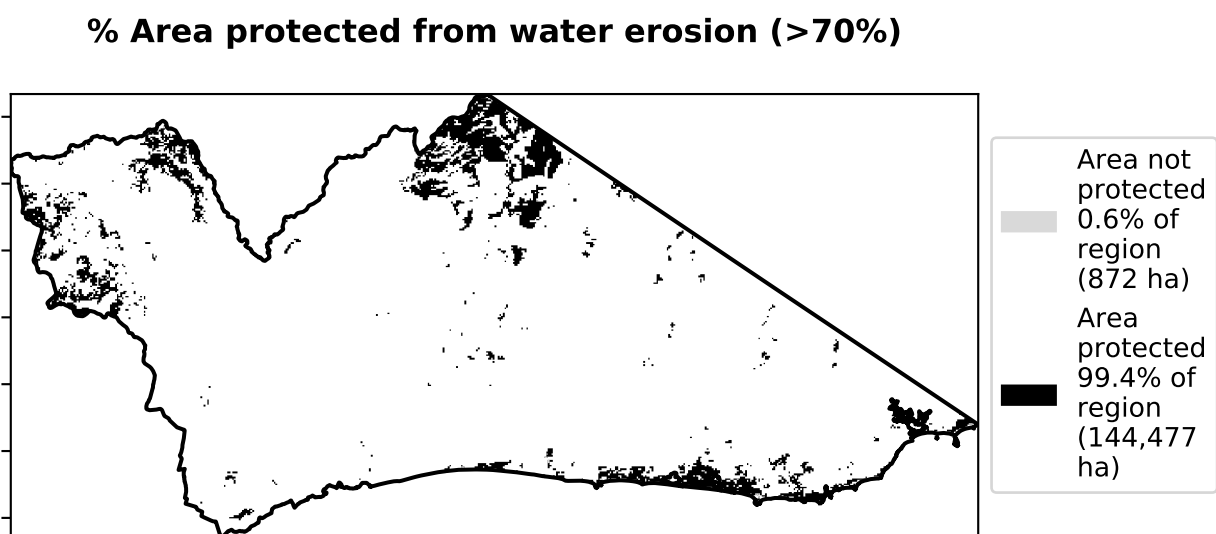 % Area protected from water erosion (>70%)
Area not
protected
0.6% of
region
(872 ha)
Area
protected
99.4% of
region
(144,477
ha)